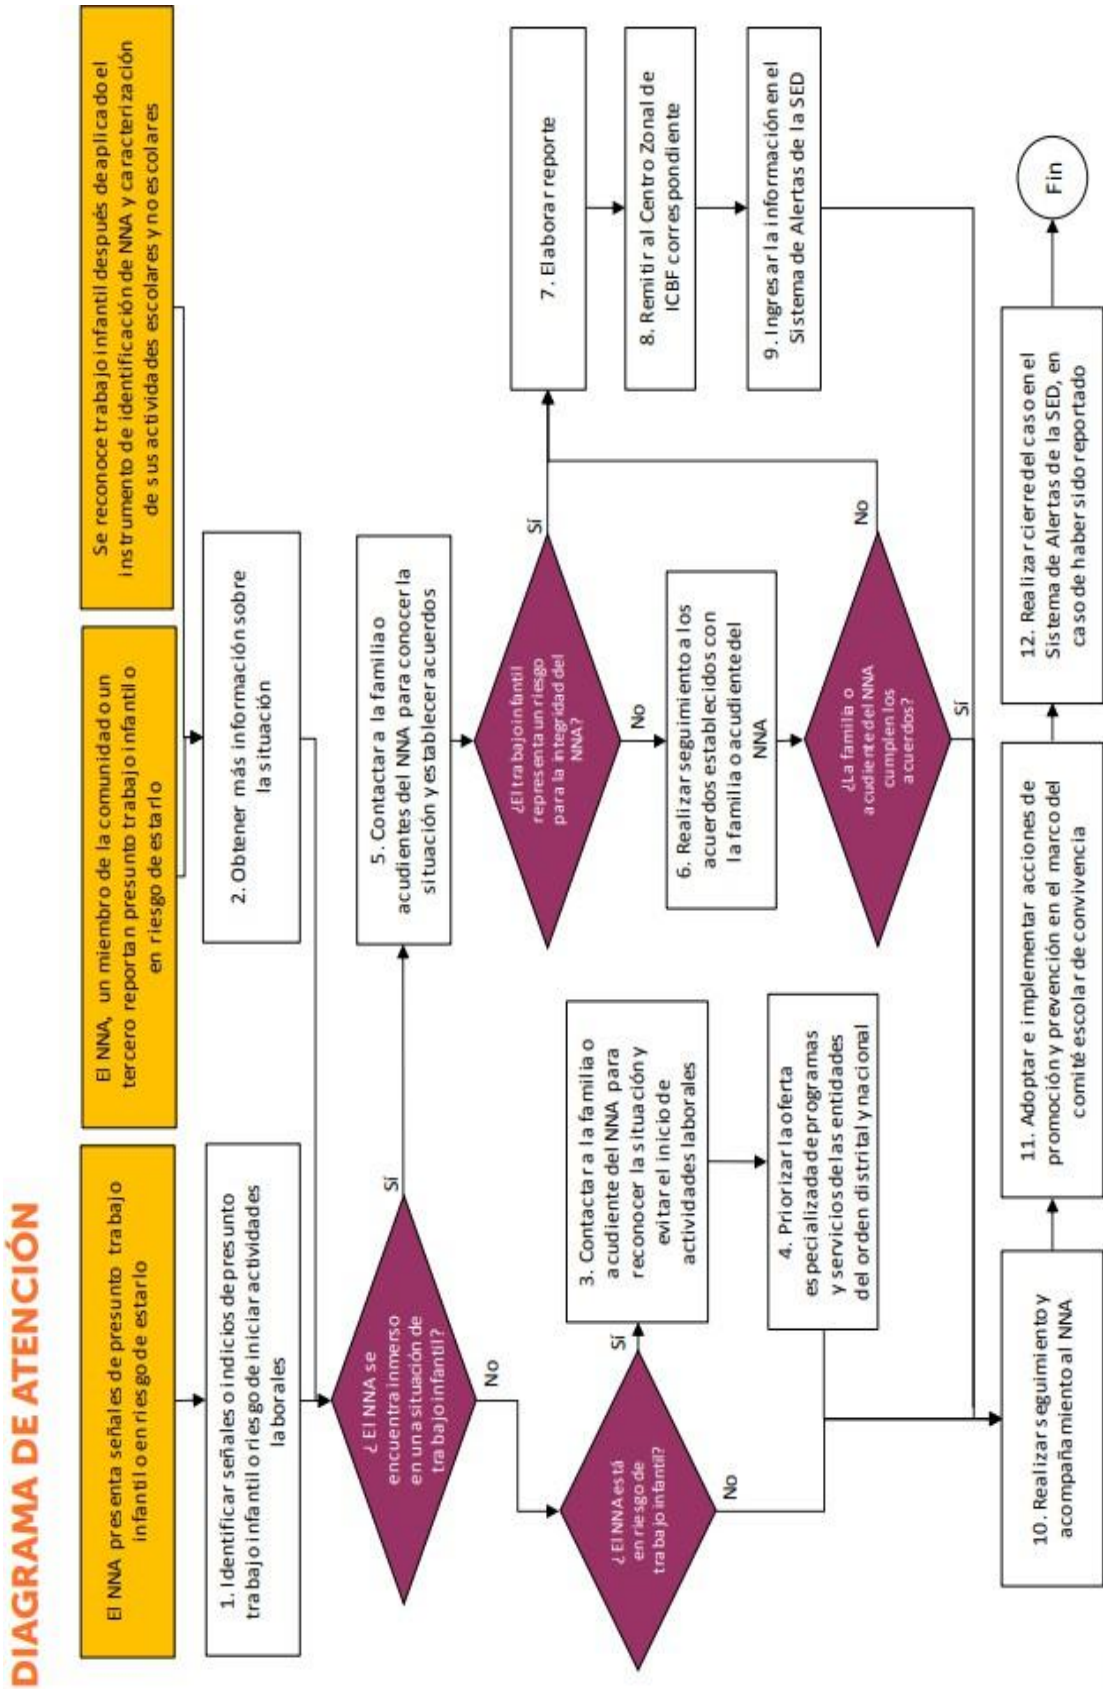 DIAGRAMA DE ATENCIÓN
El NNA presenta señales de presunto trabajo
infantil o en riesgo de estarlo
El NNA, un miembro de la comunidad o un
tercero reportan presunto trabajo infantil o
en riesgo de estarlo
Se reconoce trabajo infantil después de aplicado el
instrumento de identificación de NNA y caracterización
de sus actividades escolares y no escolares
1. Identificar señales o indicios de presunto
trabajo infantil o riesgo de iniciar actividades
laborales
2. Obtener más información sobre
la situación
¿El NNA se
encuentra inmerso
en una situación de
trabajo infantil?
Sí
No
5. Contactar a la familia o
acudientes del NNA para conocer la
situación y establecer acuerdos
¿El trabajo infantil
representa un riesgo
para la integridad del
NNA?
Sí
No
7. Elaborar reporte
8. Remitir al Centro Zonal de
ICBF correspondiente
9. Ingresar la información en el
Sistema de Alertas de la SED
6. Realizar seguimiento a los
acuerdos establecidos con
la familia o acudiente del
NNA
¿La familia o
acudiente del NNA
cumplen los
acuerdos?
No
Sí
¿El NNA está
en riesgo de
trabajo infantil?
Sí
No
3. Contactar a la familia o
acudiente del NNA para
reconocer la situación y
evitar el inicio de
actividades laborales
4. Priorizar la oferta
especializada de programas
y servicios de las entidades
del orden distrital y nacional
10. Realizar seguimiento y
acompañamiento al NNA
11. Adoptar e implementar acciones de
promoción y prevención en el marco del
comité escolar de convivencia
12. Realizar cierre del caso en el
Sistema de Alertas de la SED, en
caso de haber sido reportado
Fin